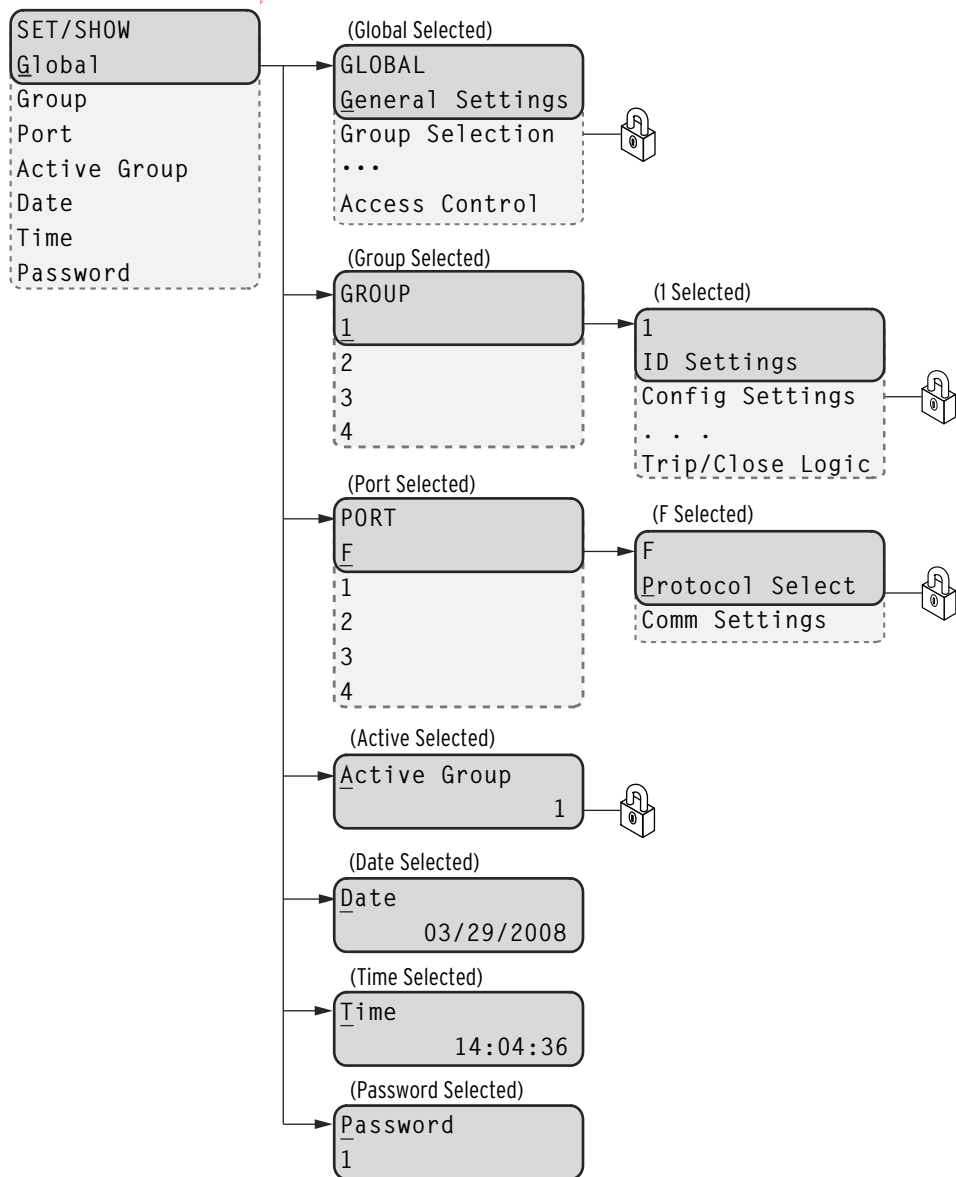 SET/SHOW
Global
Group
Port
Active Group
Date
Time
Password
(Global Selected)
GLOBAL
General Settings
Group Selection
...
Access Control
(Group Selected)
GROUP
1
2
3
4
(1 Selected)
1
ID Settings
Config Settings
. . .
Trip/Close Logic
(Port Selected)
PORT
F
1
2
3
4
(F Selected)
F
Protocol Select
Comm Settings
(Active Selected)
Active Group
1
(Date Selected)
Date
03/29/2008
(Time Selected)
Time
14:04:36
(Password Selected)
Password
1